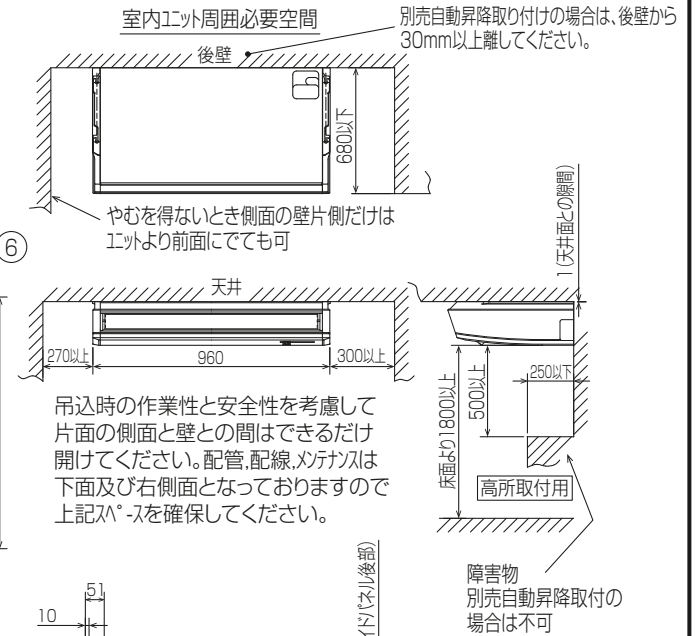 室内ユニット周囲必要空間
別売自動昇降取り付けの場合は、後壁から
30mm以上離してください。
後壁
680以下
やむを得ないとき側面の壁片側だけは
ユニットより前面にでても可
6
1(天井面との隙間)
天井
270以上
960
300以上
吊込時の作業性と安全性を考慮して
片面の側面と壁との間はできるだけ
開けてください。配管,配線,メンテナンスは
下面及び右側面となっておりますので
上記スペースを確保してください。
床面より1800以上
500以上
250以下
高所取付用
障害物
別売自動昇降取付の
場合は不可
51
10
イドパネル後部)